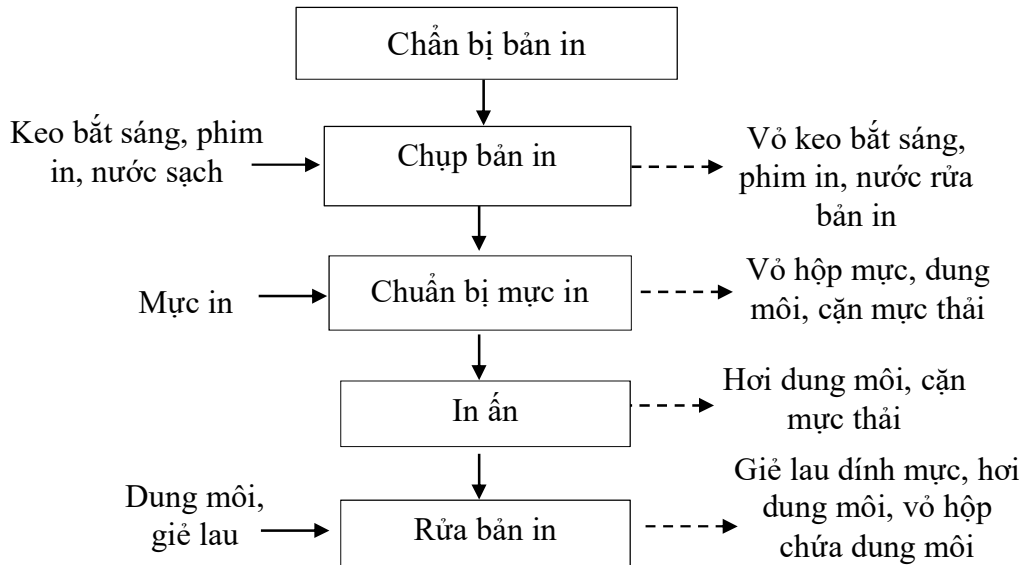 Chẩn bị bản in
Keo bắt sáng, phim
in, nước sạch
Chụp bản in
Vỏ keo bắt sáng,
phim in, nước rửa
bản in
Mực in
Chuẩn bị mực in
Vỏ hộp mực, dung
môi, cặn mực thải
In ấn
Hơi dung môi, cặn
mực thải
Dung môi,
giẻ lau
Rửa bản in
Giẻ lau dính mực, hơi
dung môi, vỏ hộp
chứa dung môi